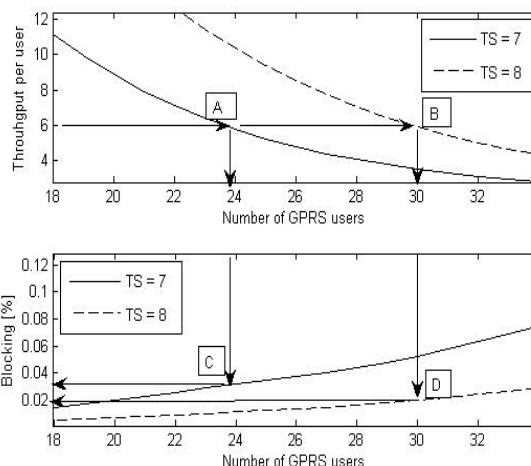 12
10
8
6
4
Throuhgput per user
A
B
TS = 7
TS = 8
18
20
22
24
26
28
30
32
Number of GPRS users
0.12
0.1
0.08
0.06
0.04
0.02
Blocking [%]
TS = 7
TS = 8
C
D
18
20
22
24
26
28
30
32
Number of GPRS users